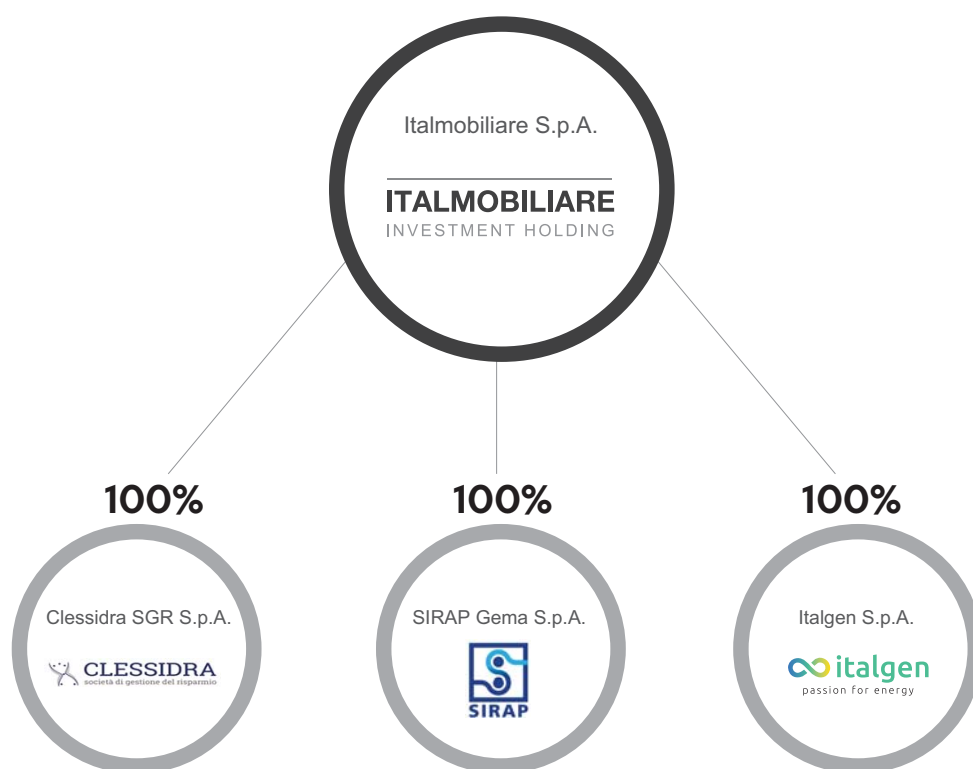 Italmobiliare S.p.A.
ITALMOBILIARE
INVESTMENT HOLDING
100%
100%
100%
Clessidra SGR S.p.A.
CLESSIDRA
società di gestione del risparmio
SIRAP Gema S.p.A.
SIRAP
Italgen S.p.A.
italgen
passion for energy